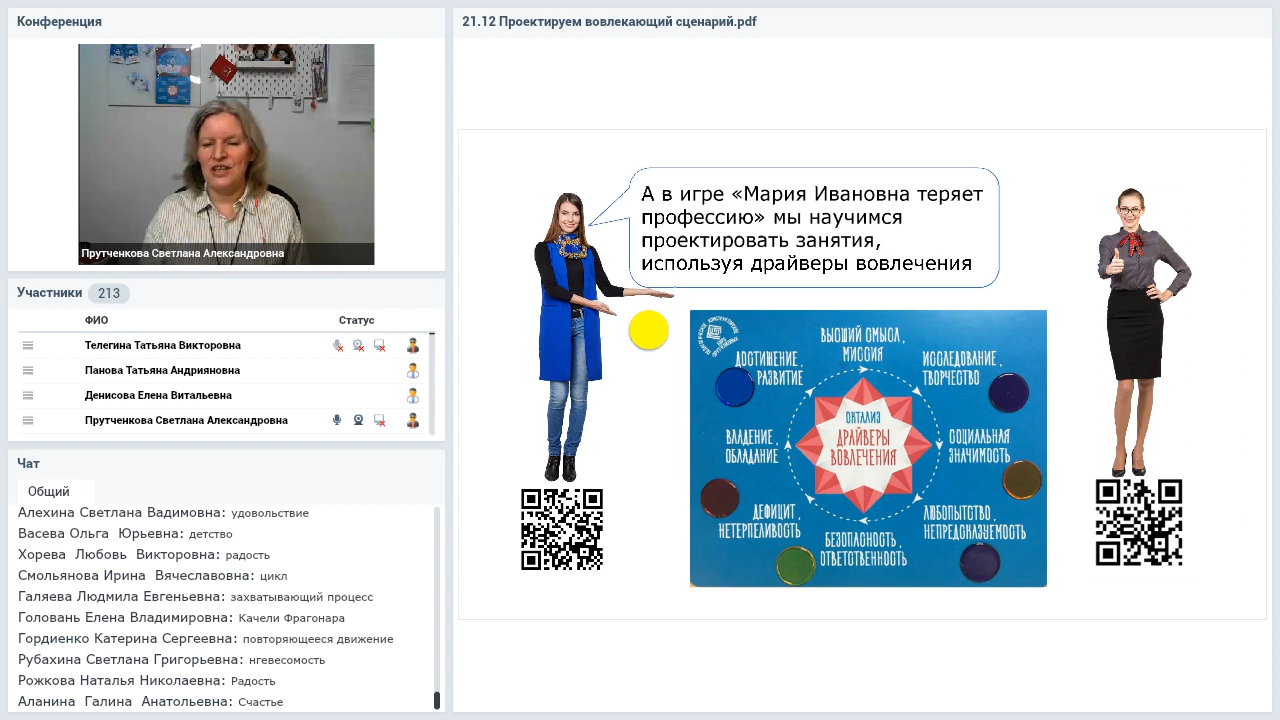 Конференция
Прутченкова Светлана Александровна
Участники 213
ФИО Статус
Телегина Татьяна Викторовна
Панова Татьяна Андрияновна
Денисова Елена Витальевна
Прутченкова Светлана Александровна
Чат
Общий
Алехина Светлана Вадимовна: удовольствие
Васева Ольга Юрьевна: детство
Хорева Любовь Викторовна: радость
Смольянова Ирина Вячеславовна: цикл
Галяева Людмила Евгеньевна: захватывающий процесс
Головань Елена Владимировна: Качели Фрагонара
Гордиенко Катерина Сергеевна: повторяющееся движение
Рубахина Светлана Григорьевна: нгевесомость
Рожкова Наталья Николаевна: Радость
Аланина Галина Анатольевна: Счастье
21.12 Проектируем вовлекающий сценарий.pdf
А в игре «Мария Ивановна теряет
профессию» мы научимся
проектировать занятия,
используя драйверы вовлечения
ВЫСШИЙ СМЫСЛ,
МИССИЯ
ДОСТИЖЕНИЕ,
РАЗВИТИЕ
ИССЛЕДОВАНИЕ,
ТВОРЧЕСТВО
ОКТАЛИЗ
ДРАЙВЕРЫ
ВОВЛЕЧЕНИЯ
ВЛАДЕНИЕ,
ОБЛАДАНИЕ
СОЦИАЛЬНАЯ
ЗНАЧИМОСТЬ
ДЕФИЦИТ,
НЕТЕРПЕЛИВОСТЬ
ЛЮБОПЫТСТВО,
НЕПРЕДСКАЗУЕМОСТЬ
БЕЗОПАСНОСТЬ,
ОТВЕТСТВЕННОСТЬ